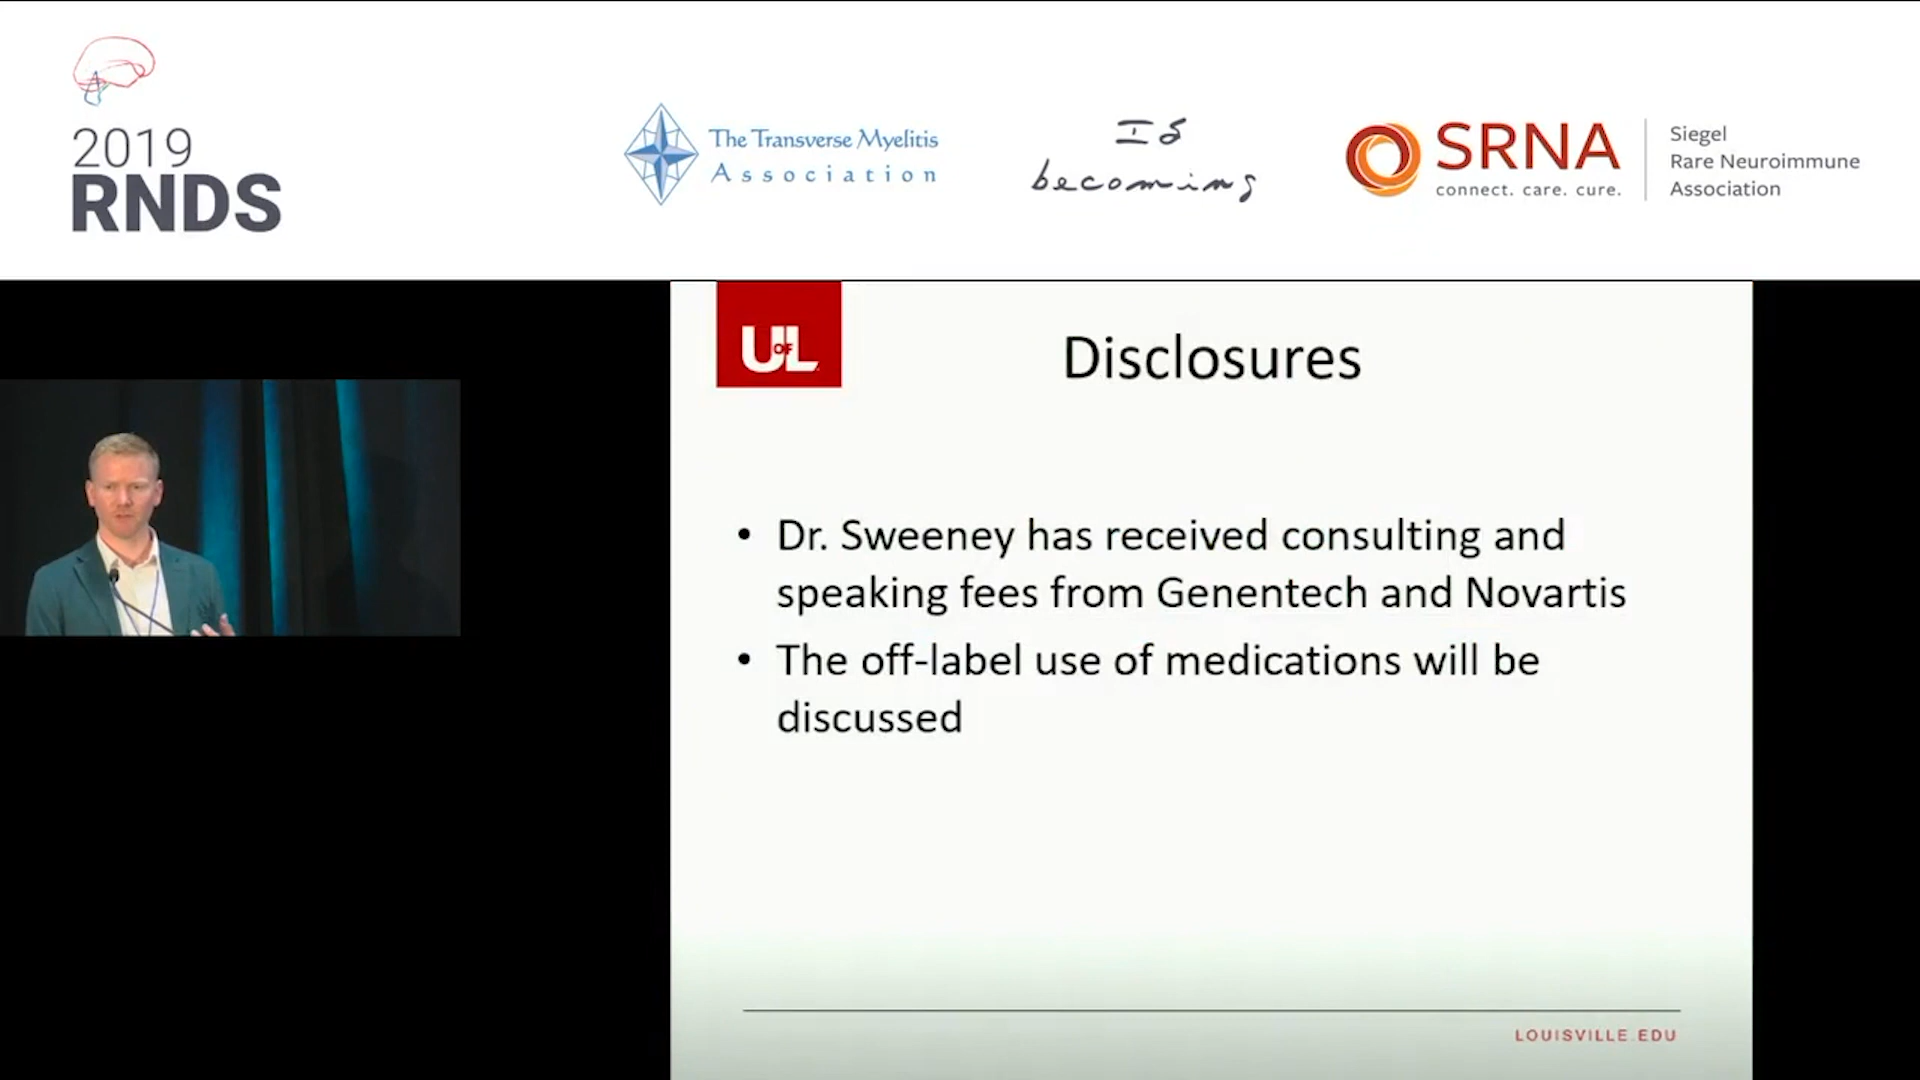 2019
RNDS
The Transverse Myelitis
Association
Is
becoming
SRNA
connect. care. cure.
Siegel
Rare Neuroimmune
Association
UofL
Disclosures
• Dr. Sweeney has received consulting and
speaking fees from Genentech and Novartis
• The off-label use of medications will be
discussed
LOUISVILLE.EDU